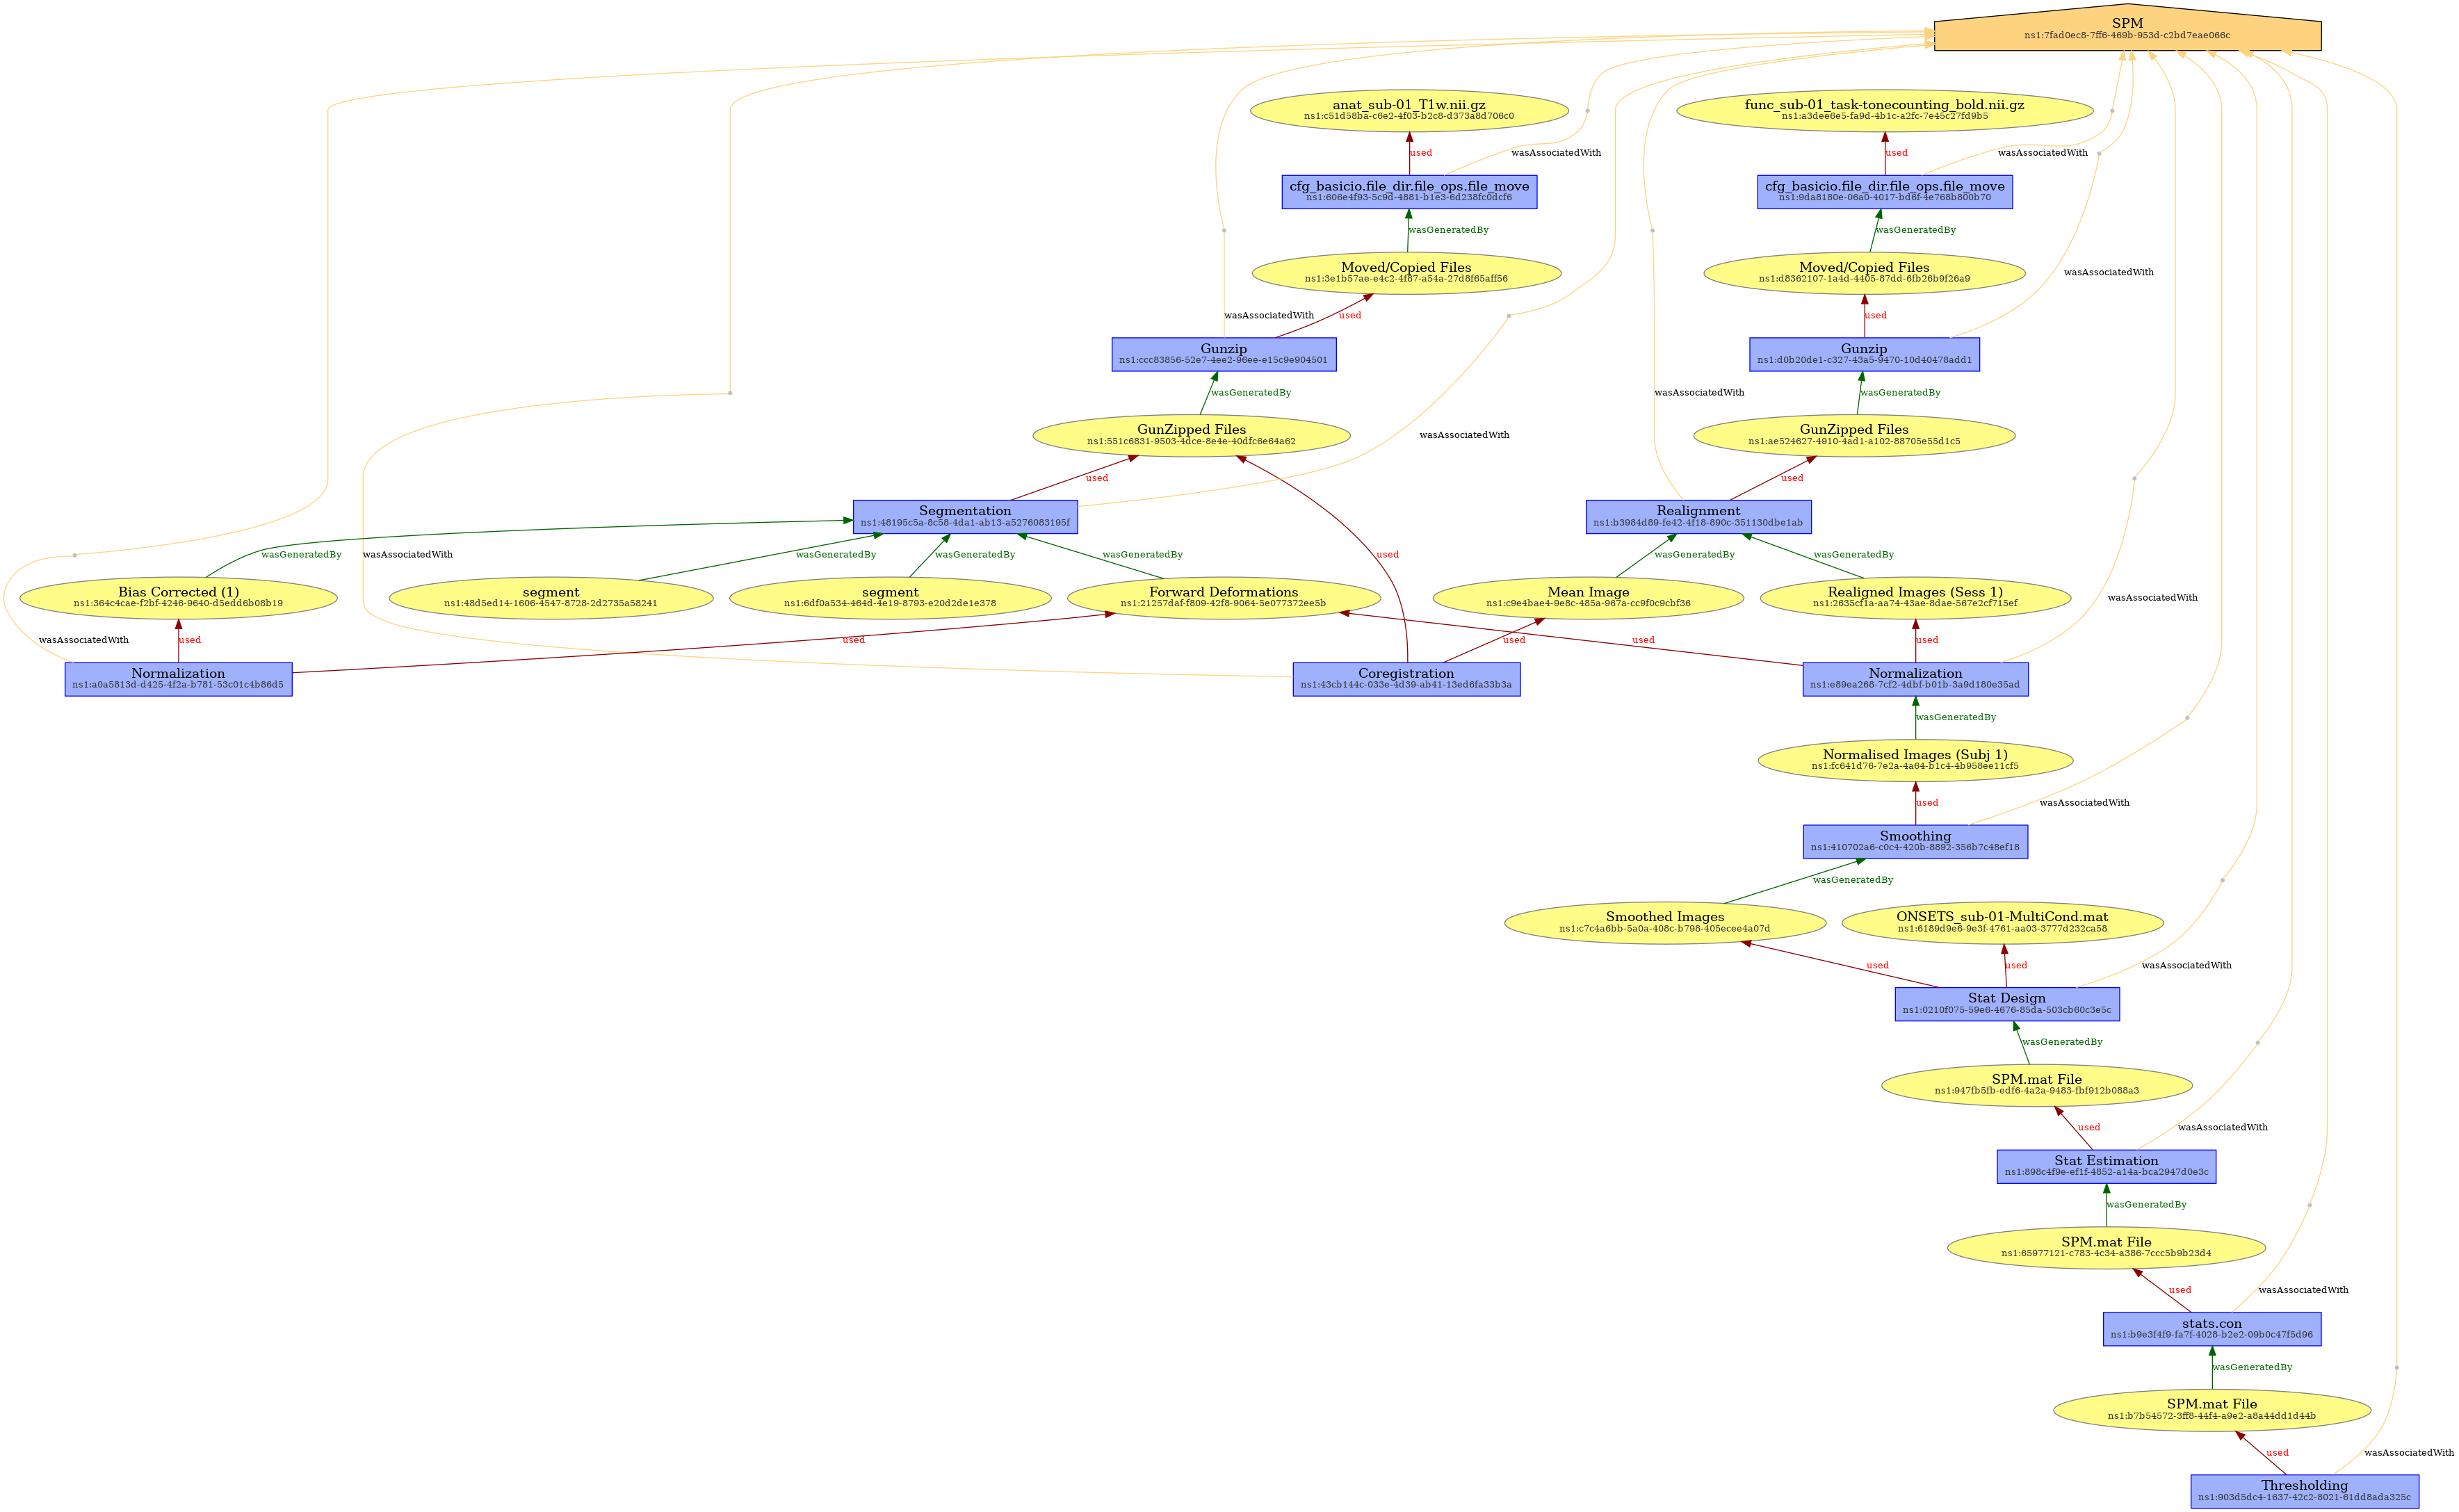 SPM
ns1:7fad0ec8-7ff6-469b-953d-c2bd7eae066c
anat_sub-01_T1w.nii.gz
ns1:c51d58ba-c6e2-4f03-b2c8-d373a8d706c0
func_sub-01_task-tonecounting_bold.nii.gz
ns1:a3dee6e5-fa9d-4b1c-a2fc-7e45c27fd9b5
used
wasAssociatedWith
used
wasAssociatedWith
cfg_basicio.file_dir.file_ops.file_move
ns1:606e4f93-5c9d-4881-b1e3-6d238fc0dcf6
cfg_basicio.file_dir.file_ops.file_move
ns1:9da8180e-06a0-4017-bd6f-4e768b800b70
wasGeneratedBy
wasGeneratedBy
Moved/Copied Files
ns1:3e1b57ae-e4c2-4f87-a54a-27d8f65aff56
Moved/Copied Files
ns1:d8362107-1a4d-4405-87dd-6fb26b9f26a9
wasAssociatedWith
wasAssociatedWith
used
used
Gunzip
ns1:ccc83856-52e7-4ee2-96ee-e15c9e904501
Gunzip
ns1:d0b20de1-c327-43a5-9470-10d40478add1
wasGeneratedBy
wasAssociatedWith
wasGeneratedBy
GunZipped Files
ns1:551c6831-9503-4dce-8e4e-40dfc6e64a62
wasAssociatedWith
GunZipped Files
ns1:ae524627-4910-4ad1-a102-88705e55d1c5
used
used
Segmentation
ns1:48195c5a-8c58-4da1-ab13-a5276083195f
Realignment
ns1:b3984d89-fe42-4f18-890c-351130dbe1ab
wasGeneratedBy
wasAssociatedWith
wasGeneratedBy
wasGeneratedBy
wasGeneratedBy
used
wasGeneratedBy
wasGeneratedBy
Bias Corrected (1)
ns1:364c4cae-f2bf-4246-9640-d5edd6b08b19
segment
ns1:48d5ed14-1606-4547-8728-2d2735a58241
segment
ns1:6df0a534-464d-4e19-8793-e20d2de1e378
Forward Deformations
ns1:21257daf-f809-42f8-9064-5e077372ee5b
Mean Image
ns1:c9e4bae4-9e8c-485a-967a-cc9f0c9cbf36
Realigned Images (Sess 1)
ns1:2635cf1a-aa74-43ae-8dae-567e2cf715ef
wasAssociatedWith
wasAssociatedWith
used
used
used
used
used
Normalization
ns1:a0a5813d-d425-4f2a-b781-53c01c4b86d5
Coregistration
ns1:43cb144c-033e-4d39-ab41-13ed6fa33b3a
Normalization
ns1:e89ea268-7cf2-4dbf-b01b-3a9d180e35ad
wasGeneratedBy
Normalised Images (Subj 1)
ns1:fc641d76-7e2a-4a64-b1c4-4b958ee11cf5
used
wasAssociatedWith
Smoothing
ns1:410702a6-c0c4-420b-8892-356b7c48ef18
wasGeneratedBy
Smoothed Images
ns1:c7c4a6bb-5a0a-408c-b798-405ecee4a07d
ONSETS_sub-01-MultiCond.mat
ns1:6189d9e6-9e3f-4761-aa03-3777d232ca58
used
used
wasAssociatedWith
Stat Design
ns1:0210f075-59e6-4676-85da-503cb60c3e5c
wasGeneratedBy
SPM.mat File
ns1:947fb5fb-edf6-4a2a-9483-fbf912b088a3
used
wasAssociatedWith
Stat Estimation
ns1:898c4f9e-ef1f-4852-a14a-bca2947d0e3c
wasGeneratedBy
SPM.mat File
ns1:65977121-c783-4c34-a386-7ccc5b9b23d4
used
wasAssociatedWith
stats.con
ns1:b9e3f4f9-fa7f-4028-b2e2-09b0c47f5d96
wasGeneratedBy
SPM.mat File
ns1:b7b54572-3ff8-44f4-a9e2-a8a44dd1d44b
used
wasAssociatedWith
Thresholding
ns1:903d5dc4-1637-42c2-8021-61dd8ada325c